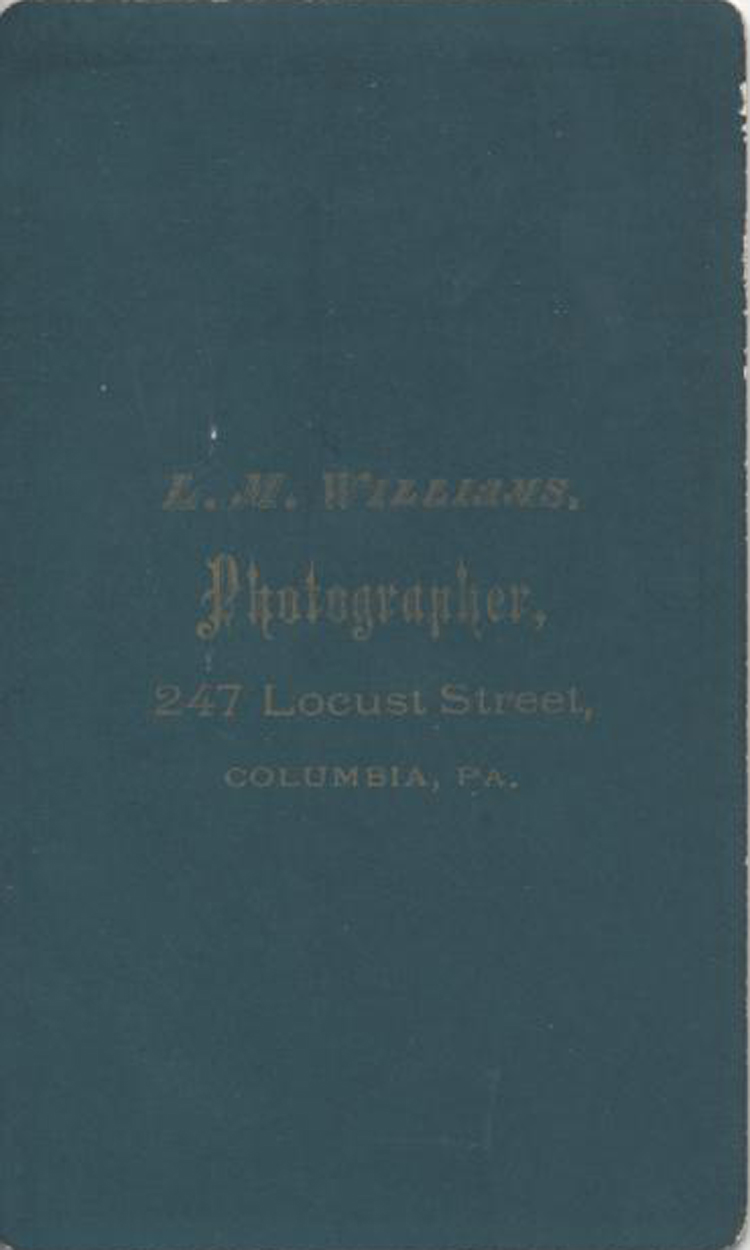 L. M. WILLIAMS,
Photographer,
247 Locust Street,
COLUMBIA, PA.